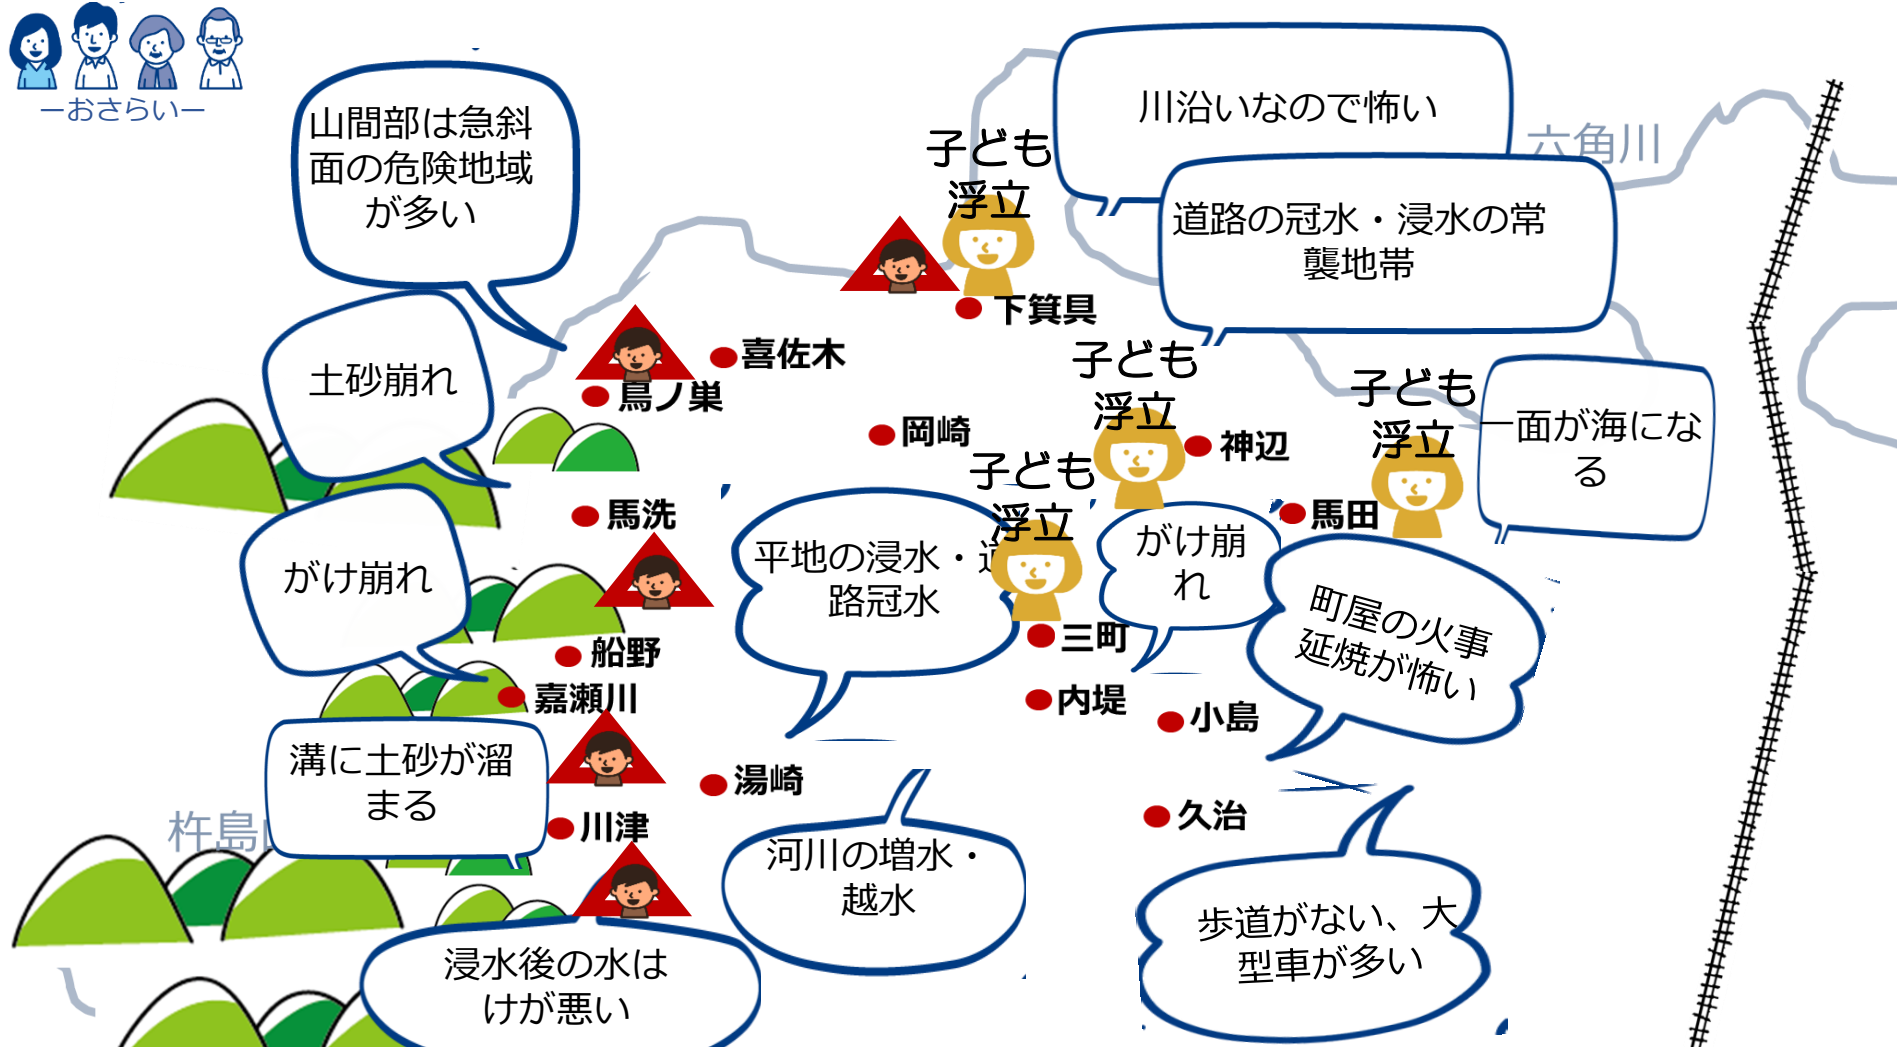 ーおさらいー
山間部は急斜
面の危険地域
が多い
川沿いなので怖い
六角川
子ども
浮立
道路の冠水・浸水の常
襲地帯
下箕具
土砂崩れ
喜佐木
鳥ノ巣
子ども
浮立
子ども
浮立
一面が海にな
る
岡崎
神辺
子ども
浮立
馬洗
馬田
がけ崩れ
平地の浸水・道
路冠水
がけ崩
れ
町屋の火事
延焼が怖い
三町
船野
嘉瀬川
内堤
小島
溝に土砂が溜
まる
湯崎
川津
久治
杵島
河川の増水・
越水
歩道がない、大
型車が多い
浸水後の水は
けが悪い